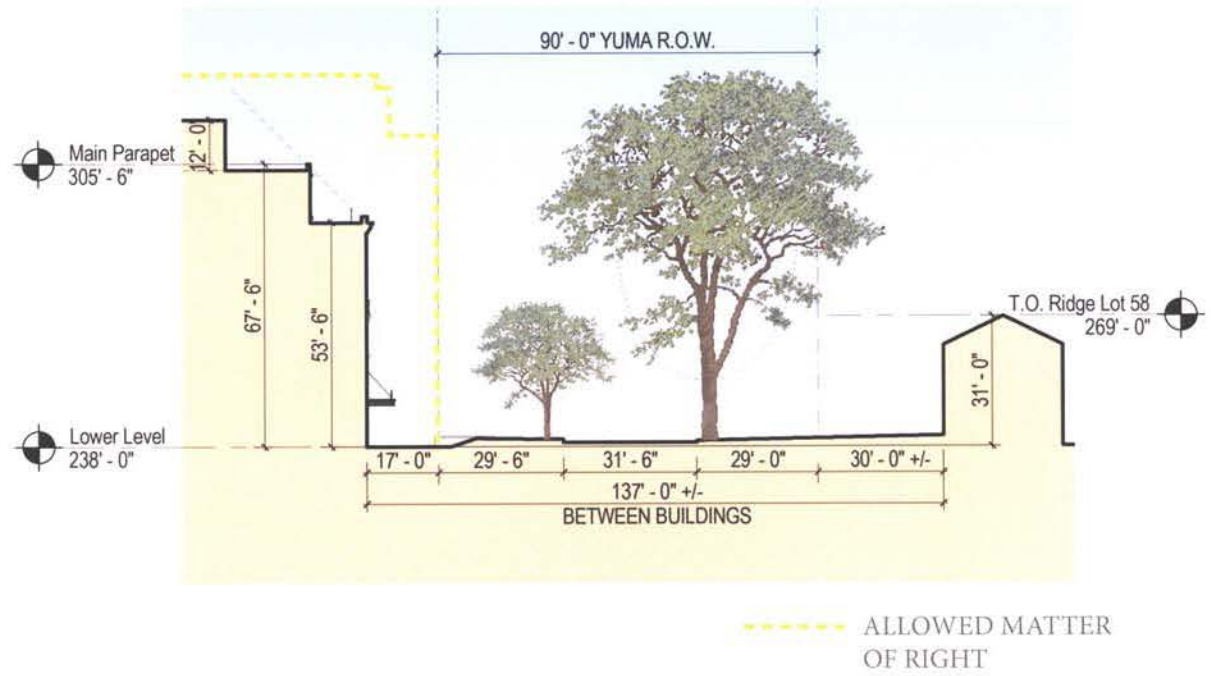 90' - 0" YUMA R.O.W.
Main Parapet
305' - 6"
12' - 0
67' - 6"
53' - 6"
T.O. Ridge Lot 58
269' - 0"
31' - 0"
Lower Level
238' - 0"
17' - 0"
29' - 6"
31' - 6"
29' - 0"
30' - 0" +/-
137' - 0" +/-
BETWEEN BUILDINGS
ALLOWED MATTER
OF RIGHT